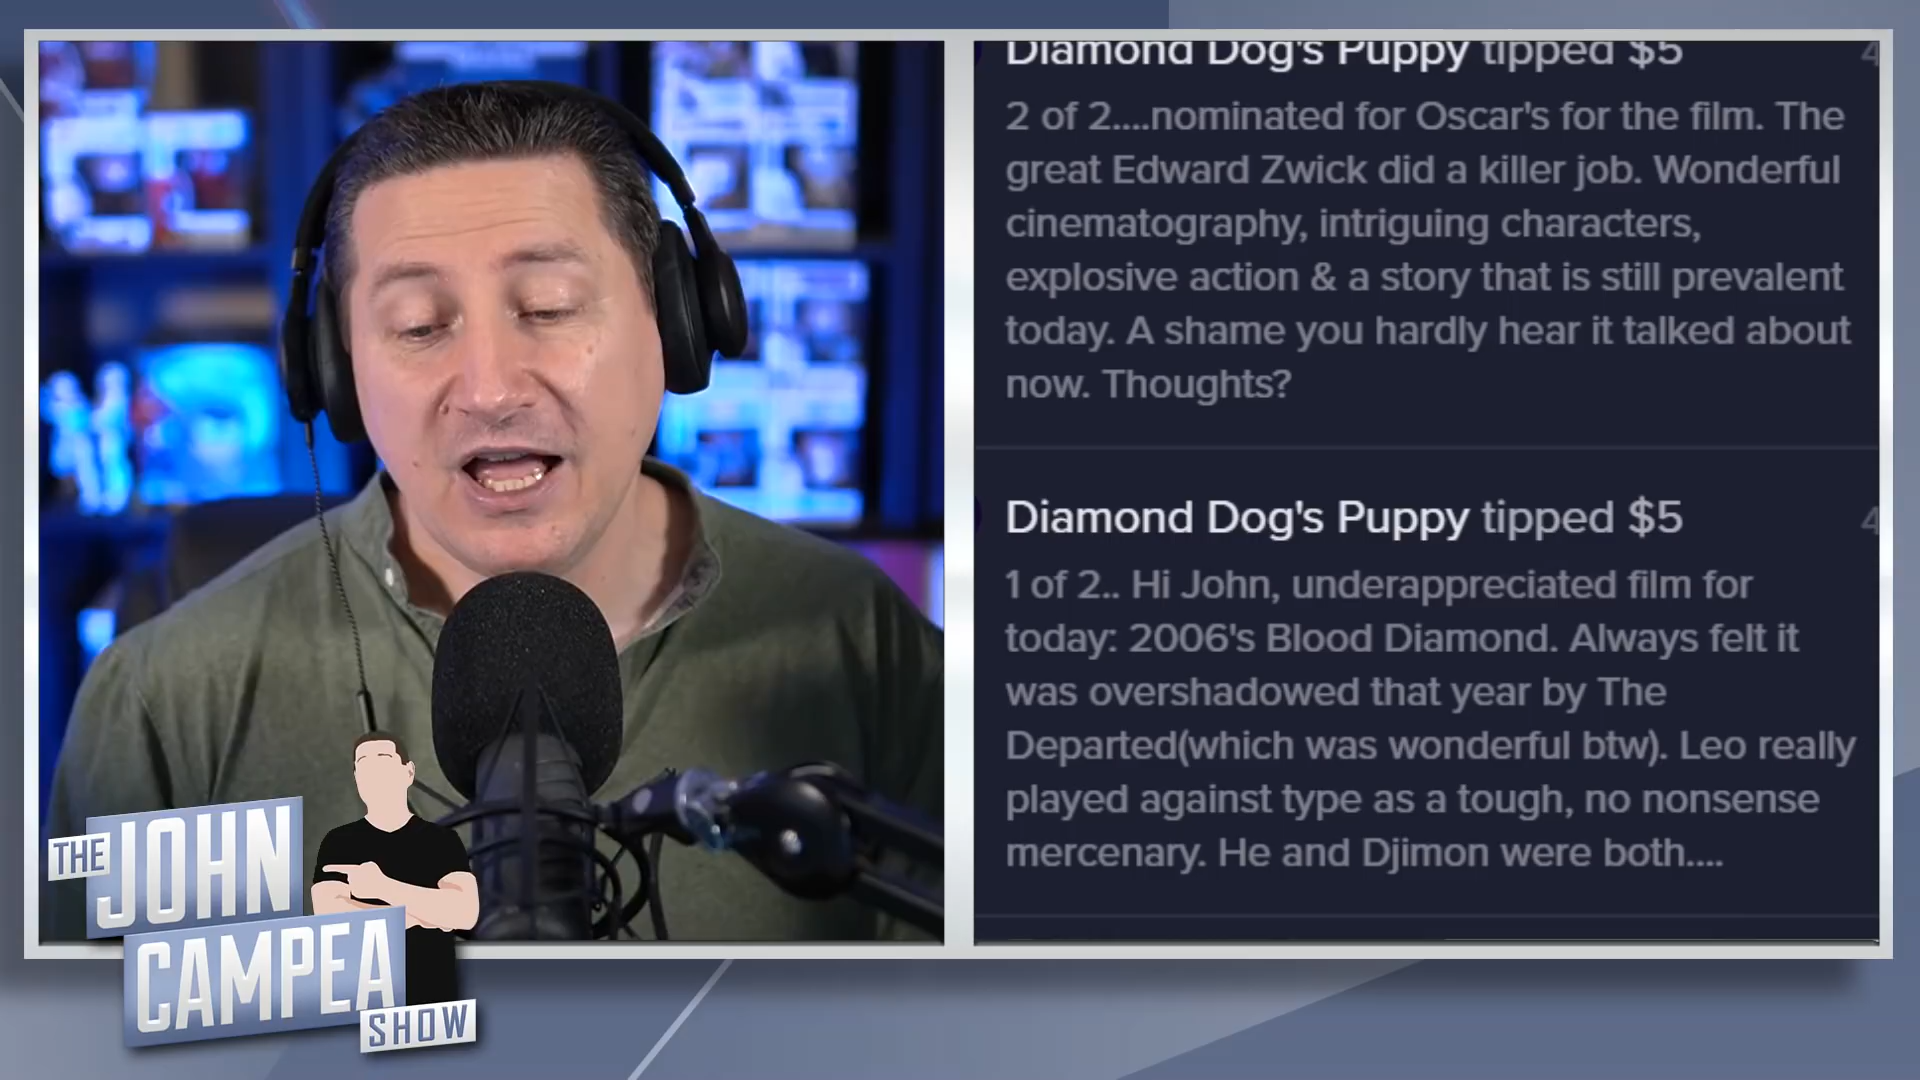 Diamond Dog's Puppy tipped $5
2 of 2....nominated for Oscar's for the film. The
great Edward Zwick did a killer job. Wonderful
cinematography, intriguing characters,
explosive action & a story that is still prevalent
today. A shame you hardly hear it talked about
now. Thoughts?
Diamond Dog's Puppy tipped $5
1 of 2.. Hi John, underappreciated film for
today: 2006's Blood Diamond. Always felt it
was overshadowed that year by The
Departed(which was wonderful btw). Leo really
played against type as a tough, no nonsense
mercenary. He and Djimon were both....
THE
JOHN
CAMPEA
SHOW